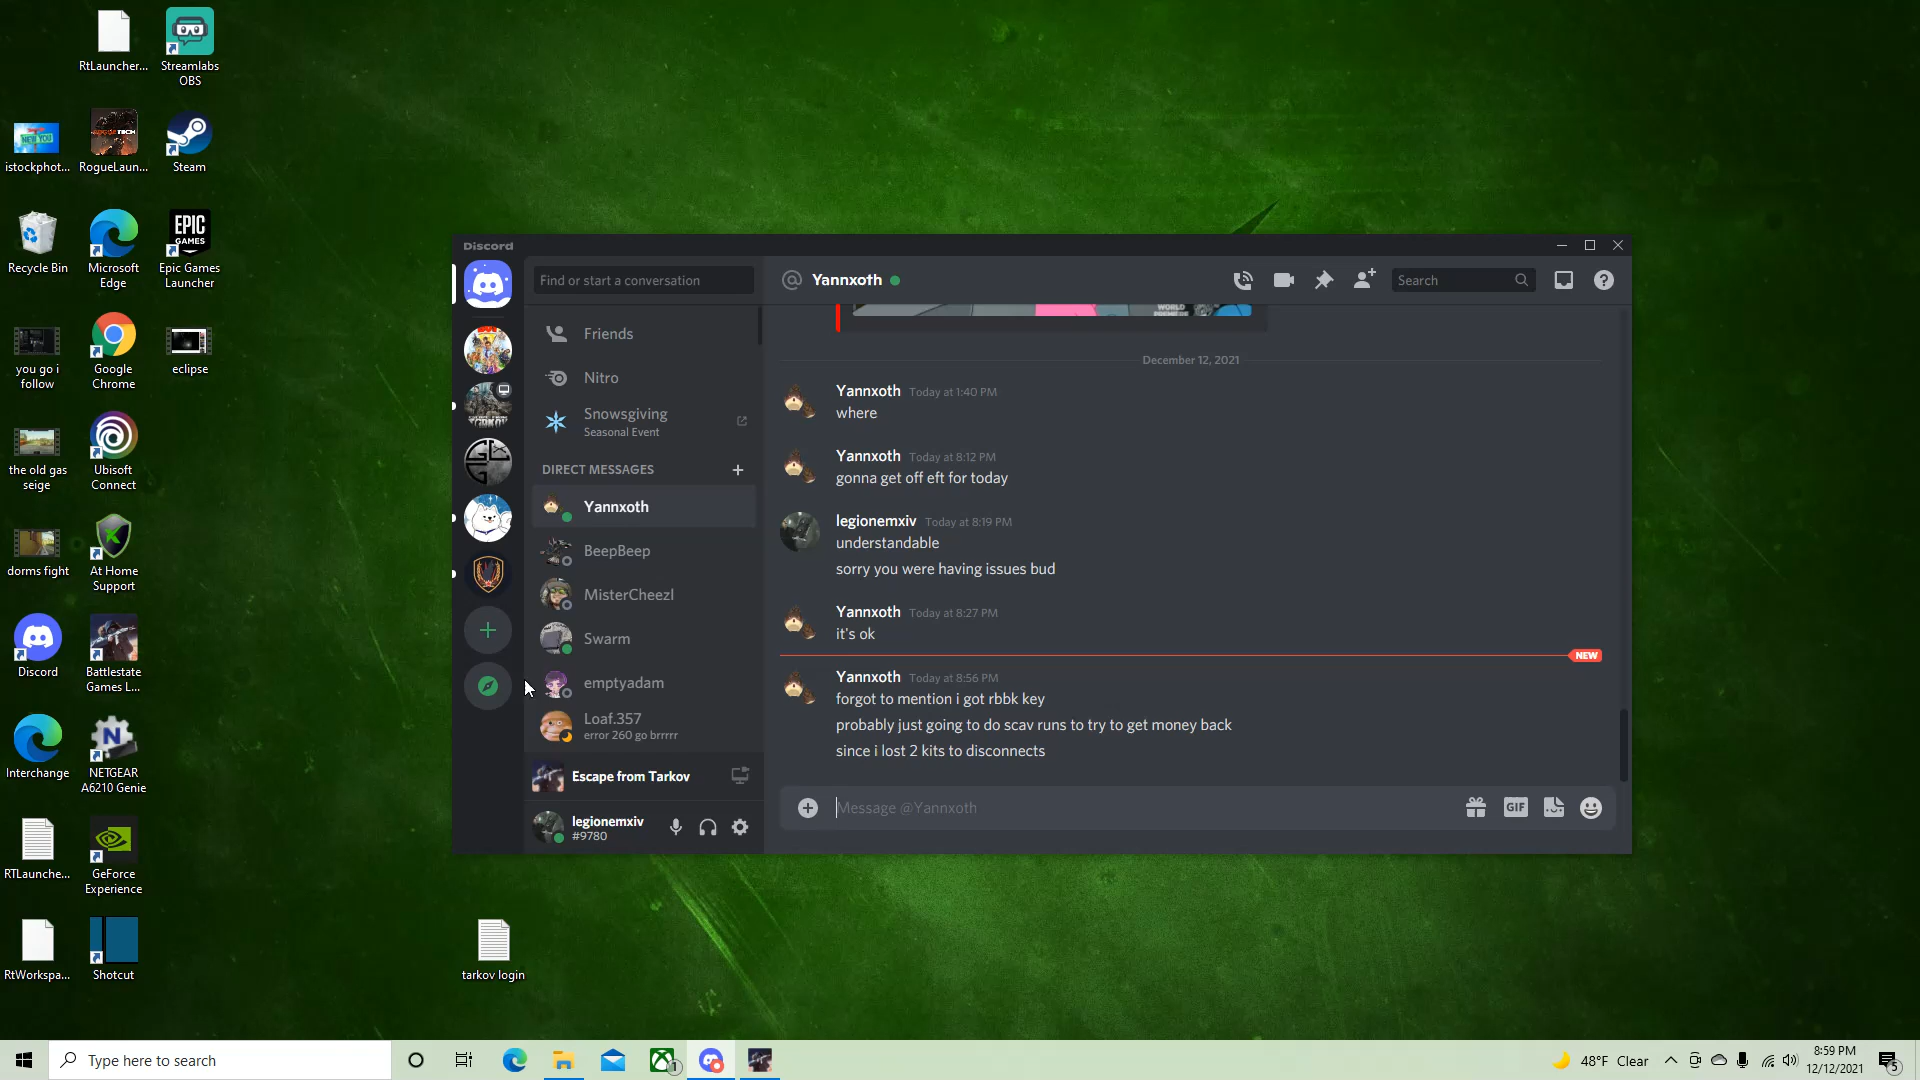 RtLauncher...
Streamlabs
OBS
istockphot...
RogueLaun...
Steam
Recycle Bin
Microsoft
Edge
EPIC
GAMES
Epic Games
Launcher
you go i
follow
Google
Chrome
eclipse
the old gas
seige
Ubisoft
Connect
dorms fight
At Home
Support
Discord
Battlestate
Games L...
Interchange
NETGEAR
A6210 Genie
RTLaunche...
GeForce
Experience
RtWorkspa...
Shotcut
tarkov login
Discord
Find or start a conversation
Friends
Nitro
Snowsgiving
Seasonal Event
DIRECT MESSAGES
Yannxoth
BeepBeep
MisterCheezl
Swarm
emptyadam
Loaf.357
error 260 go brrrrr
Escape from Tarkov
legionemxiv
#9780
Yannxoth
Search
WORLD
PREMIERE
December 12, 2021
Yannxoth Today at 1:40 PM
where
Yannxoth Today at 8:12 PM
gonna get off eft for today
legionemxiv Today at 8:19 PM
understandable
sorry you were having issues bud
Yannxoth Today at 8:27 PM
it's ok
NEW
Yannxoth Today at 8:56 PM
forgot to mention i got rbbk key
probably just going to do scav runs to try to get money back
since i lost 2 kits to disconnects
Message @Yannxoth
GIF
Type here to search
1
48°F Clear
8:59 PM
12/12/2021
5